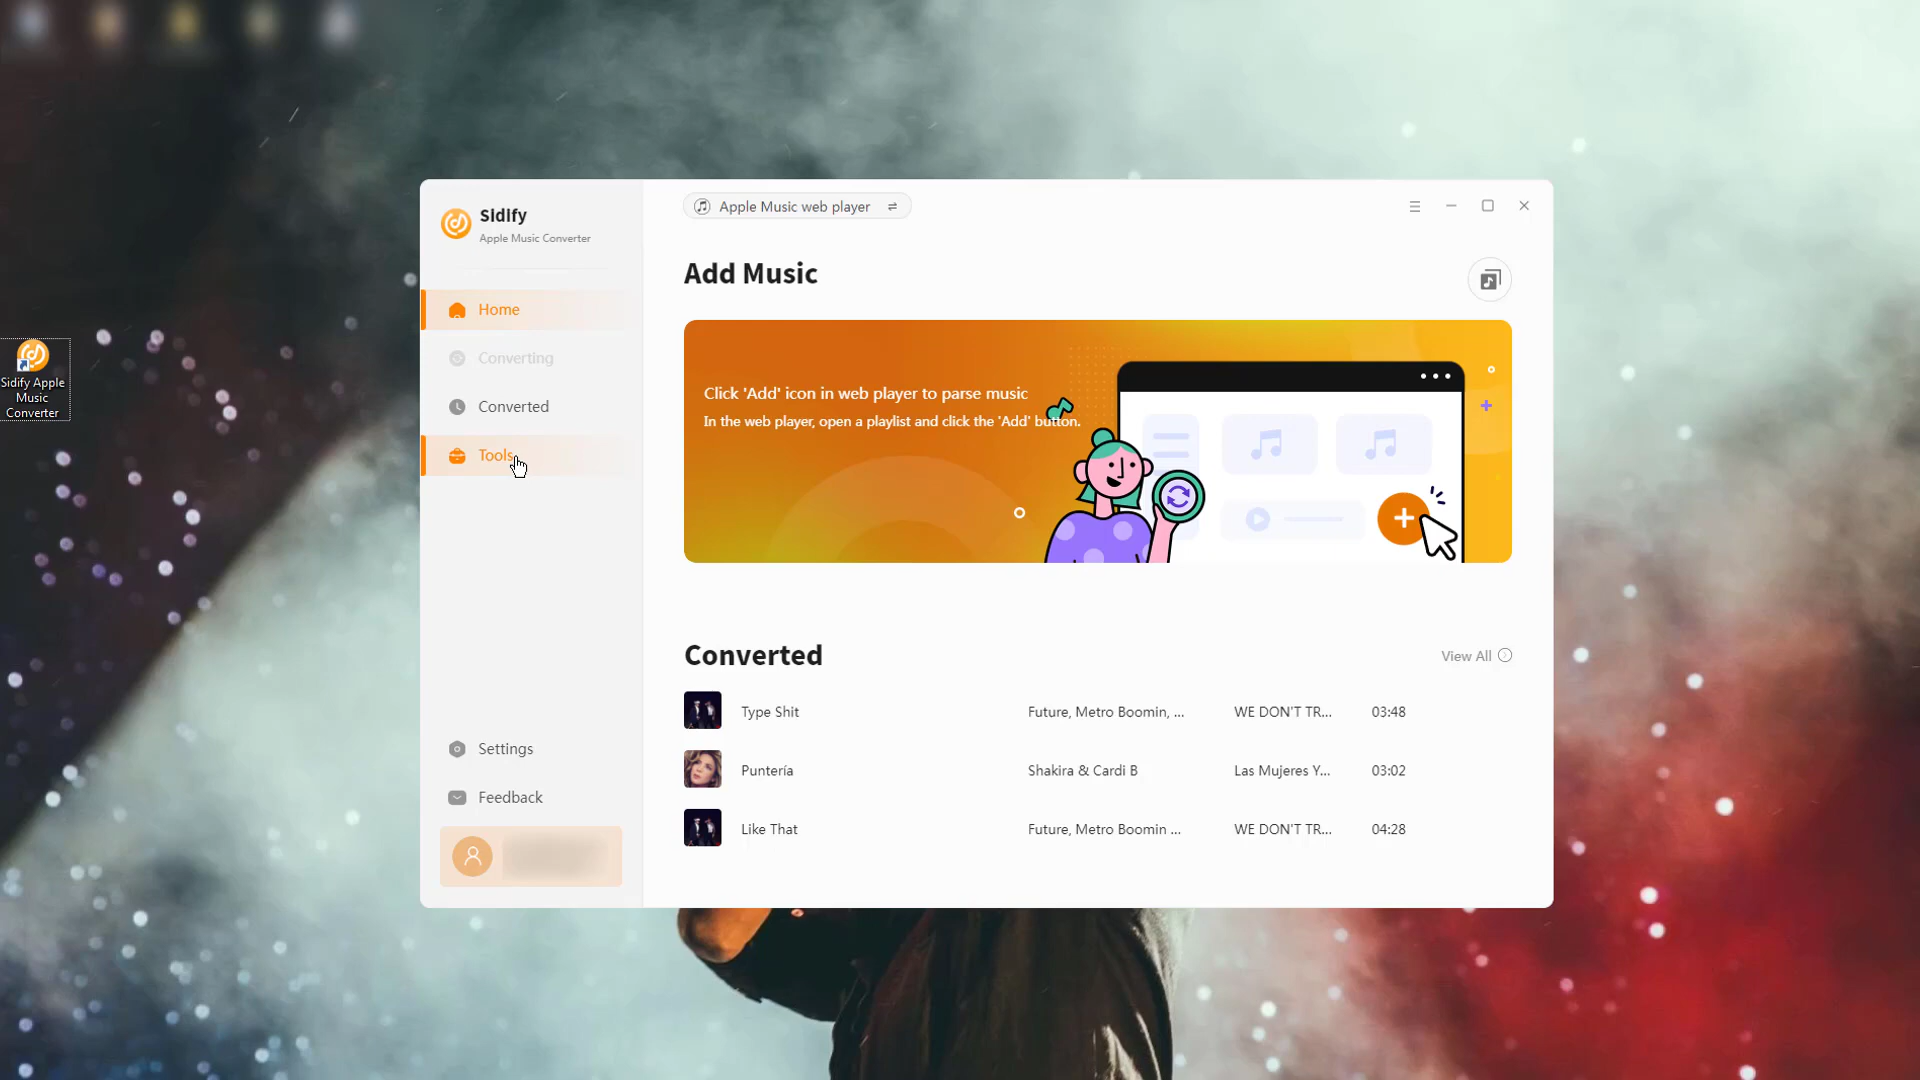 Sidify
Apple Music Converter
Home
Converting
Converted
Tools
Settings
Feedback
Apple Music web player
Add Music
Click 'Add' icon in web player to parse music
In the web player, open a playlist and click the 'Add' button.
Converted
View All
Type Shit Future, Metro Boomin, ... WE DON'T TR... 03:48
Puntería Shakira & Cardi B Las Mujeres Y... 03:02
Like That Future, Metro Boomin ... WE DON'T TR... 04:28
Sidify Apple
Music
Converter